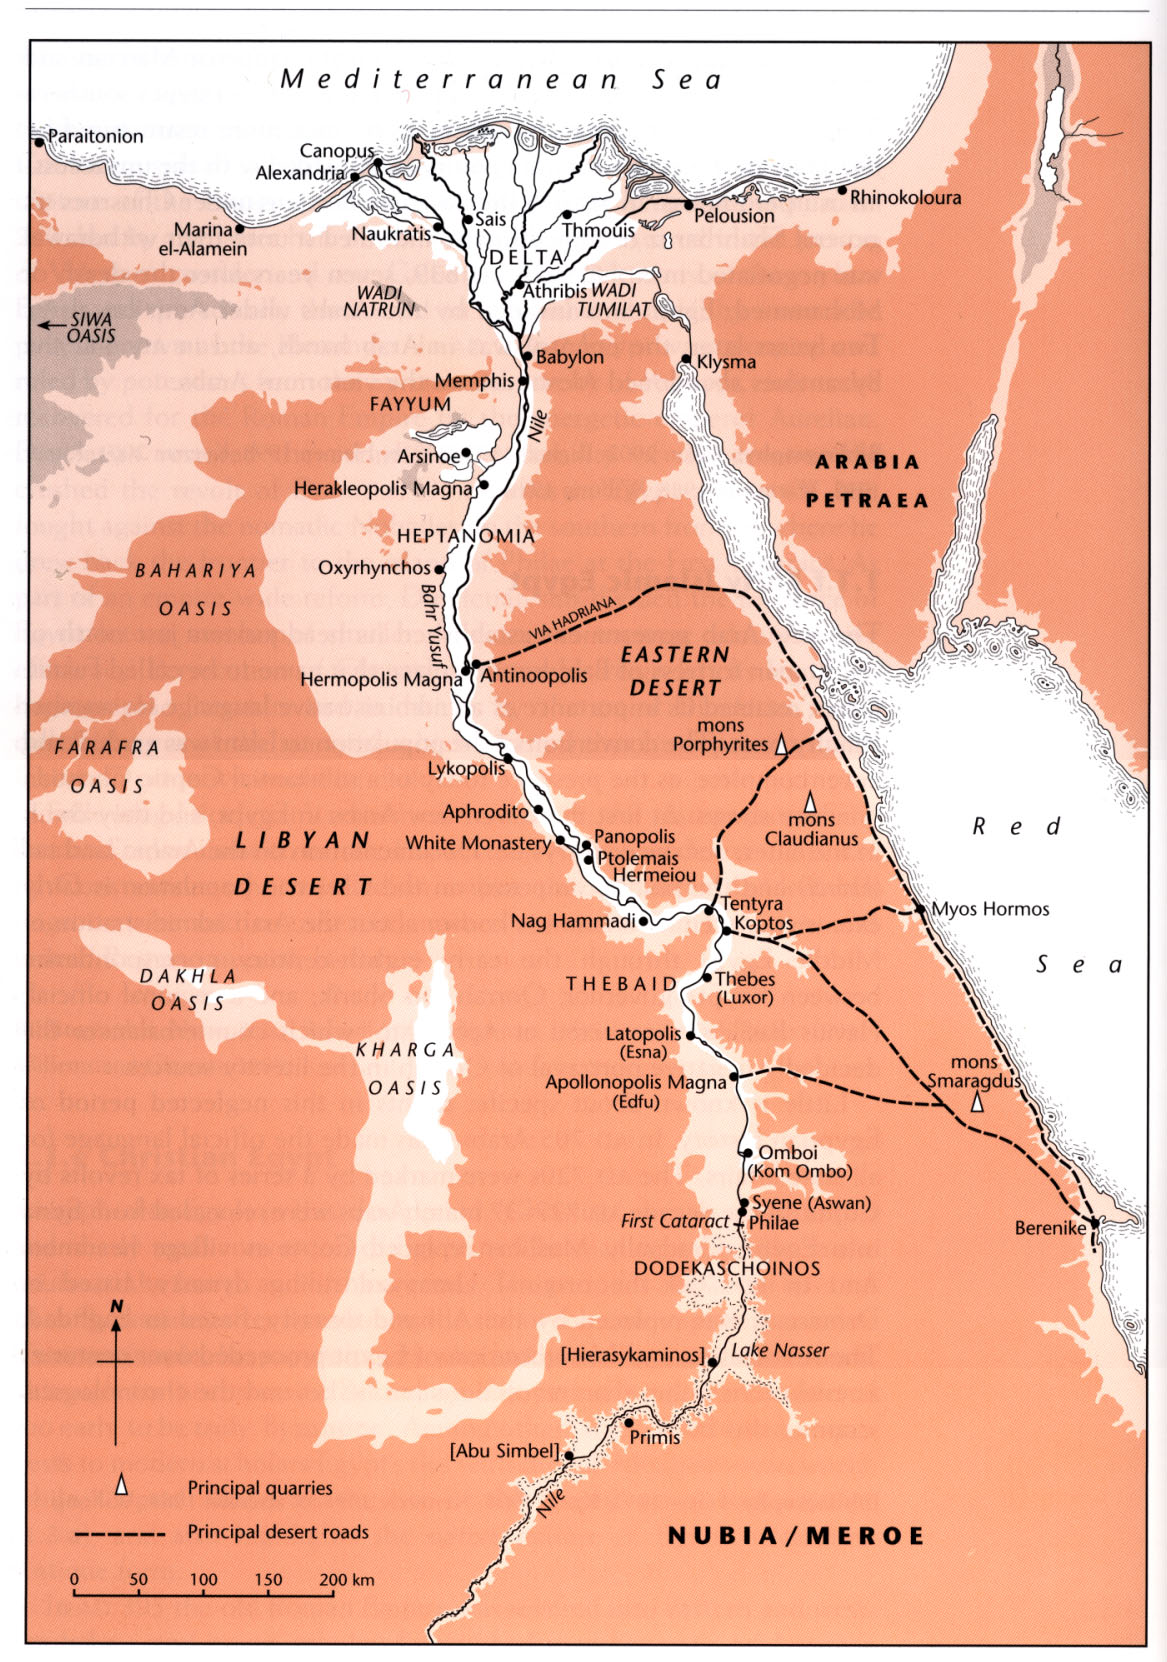 Mediterranean Sea
Paraitonion
Canopus
Alexandria
Rhinokoloura
Marina
el-Alamein
Naukratis
Sais
Thmouis
Pelousion
DELTA
WADI
NATRUN
Athribis
WADI
TUMILAT
SIWA
OASIS
Babylon
Klysma
Memphis
FAYYUM
Nile
Arsinoe
ARABIA
PETRAEA
Herakleopolis Magna
HEPTANOMIA
Oxyrhynchos
BAHARIYA
OASIS
Bahr Yusuf
VIA HADRIANA
EASTERN
DESERT
Hermopolis Magna
Antinoopolis
mons
Porphyrites
FARAFRA
OASIS
Lykopolis
mons
Claudianus
Red
Sea
Aphrodito
LIBYAN
DESERT
White Monastery
Panopolis
Ptolemais
Hermeiou
Nag Hammadi
Tentyra
Koptos
Myos Hormos
DAKHLA
OASIS
THEBAID
Thebes
(Luxor)
Latopolis
(Esna)
KHARGA
OASIS
Apollonopolis Magna
(Edfu)
mons
Smaragdus
Omboi
(Kom Ombo)
Syene (Aswan)
First Cataract
Philae
Berenike
DODEKASCHOINOS
N
[Hierasykaminos]
Lake Nasser
Primis
[Abu Simbel]
Nile
Principal quarries
Principal desert roads
NUBIA/MEROE
0 50 100 150 200 km